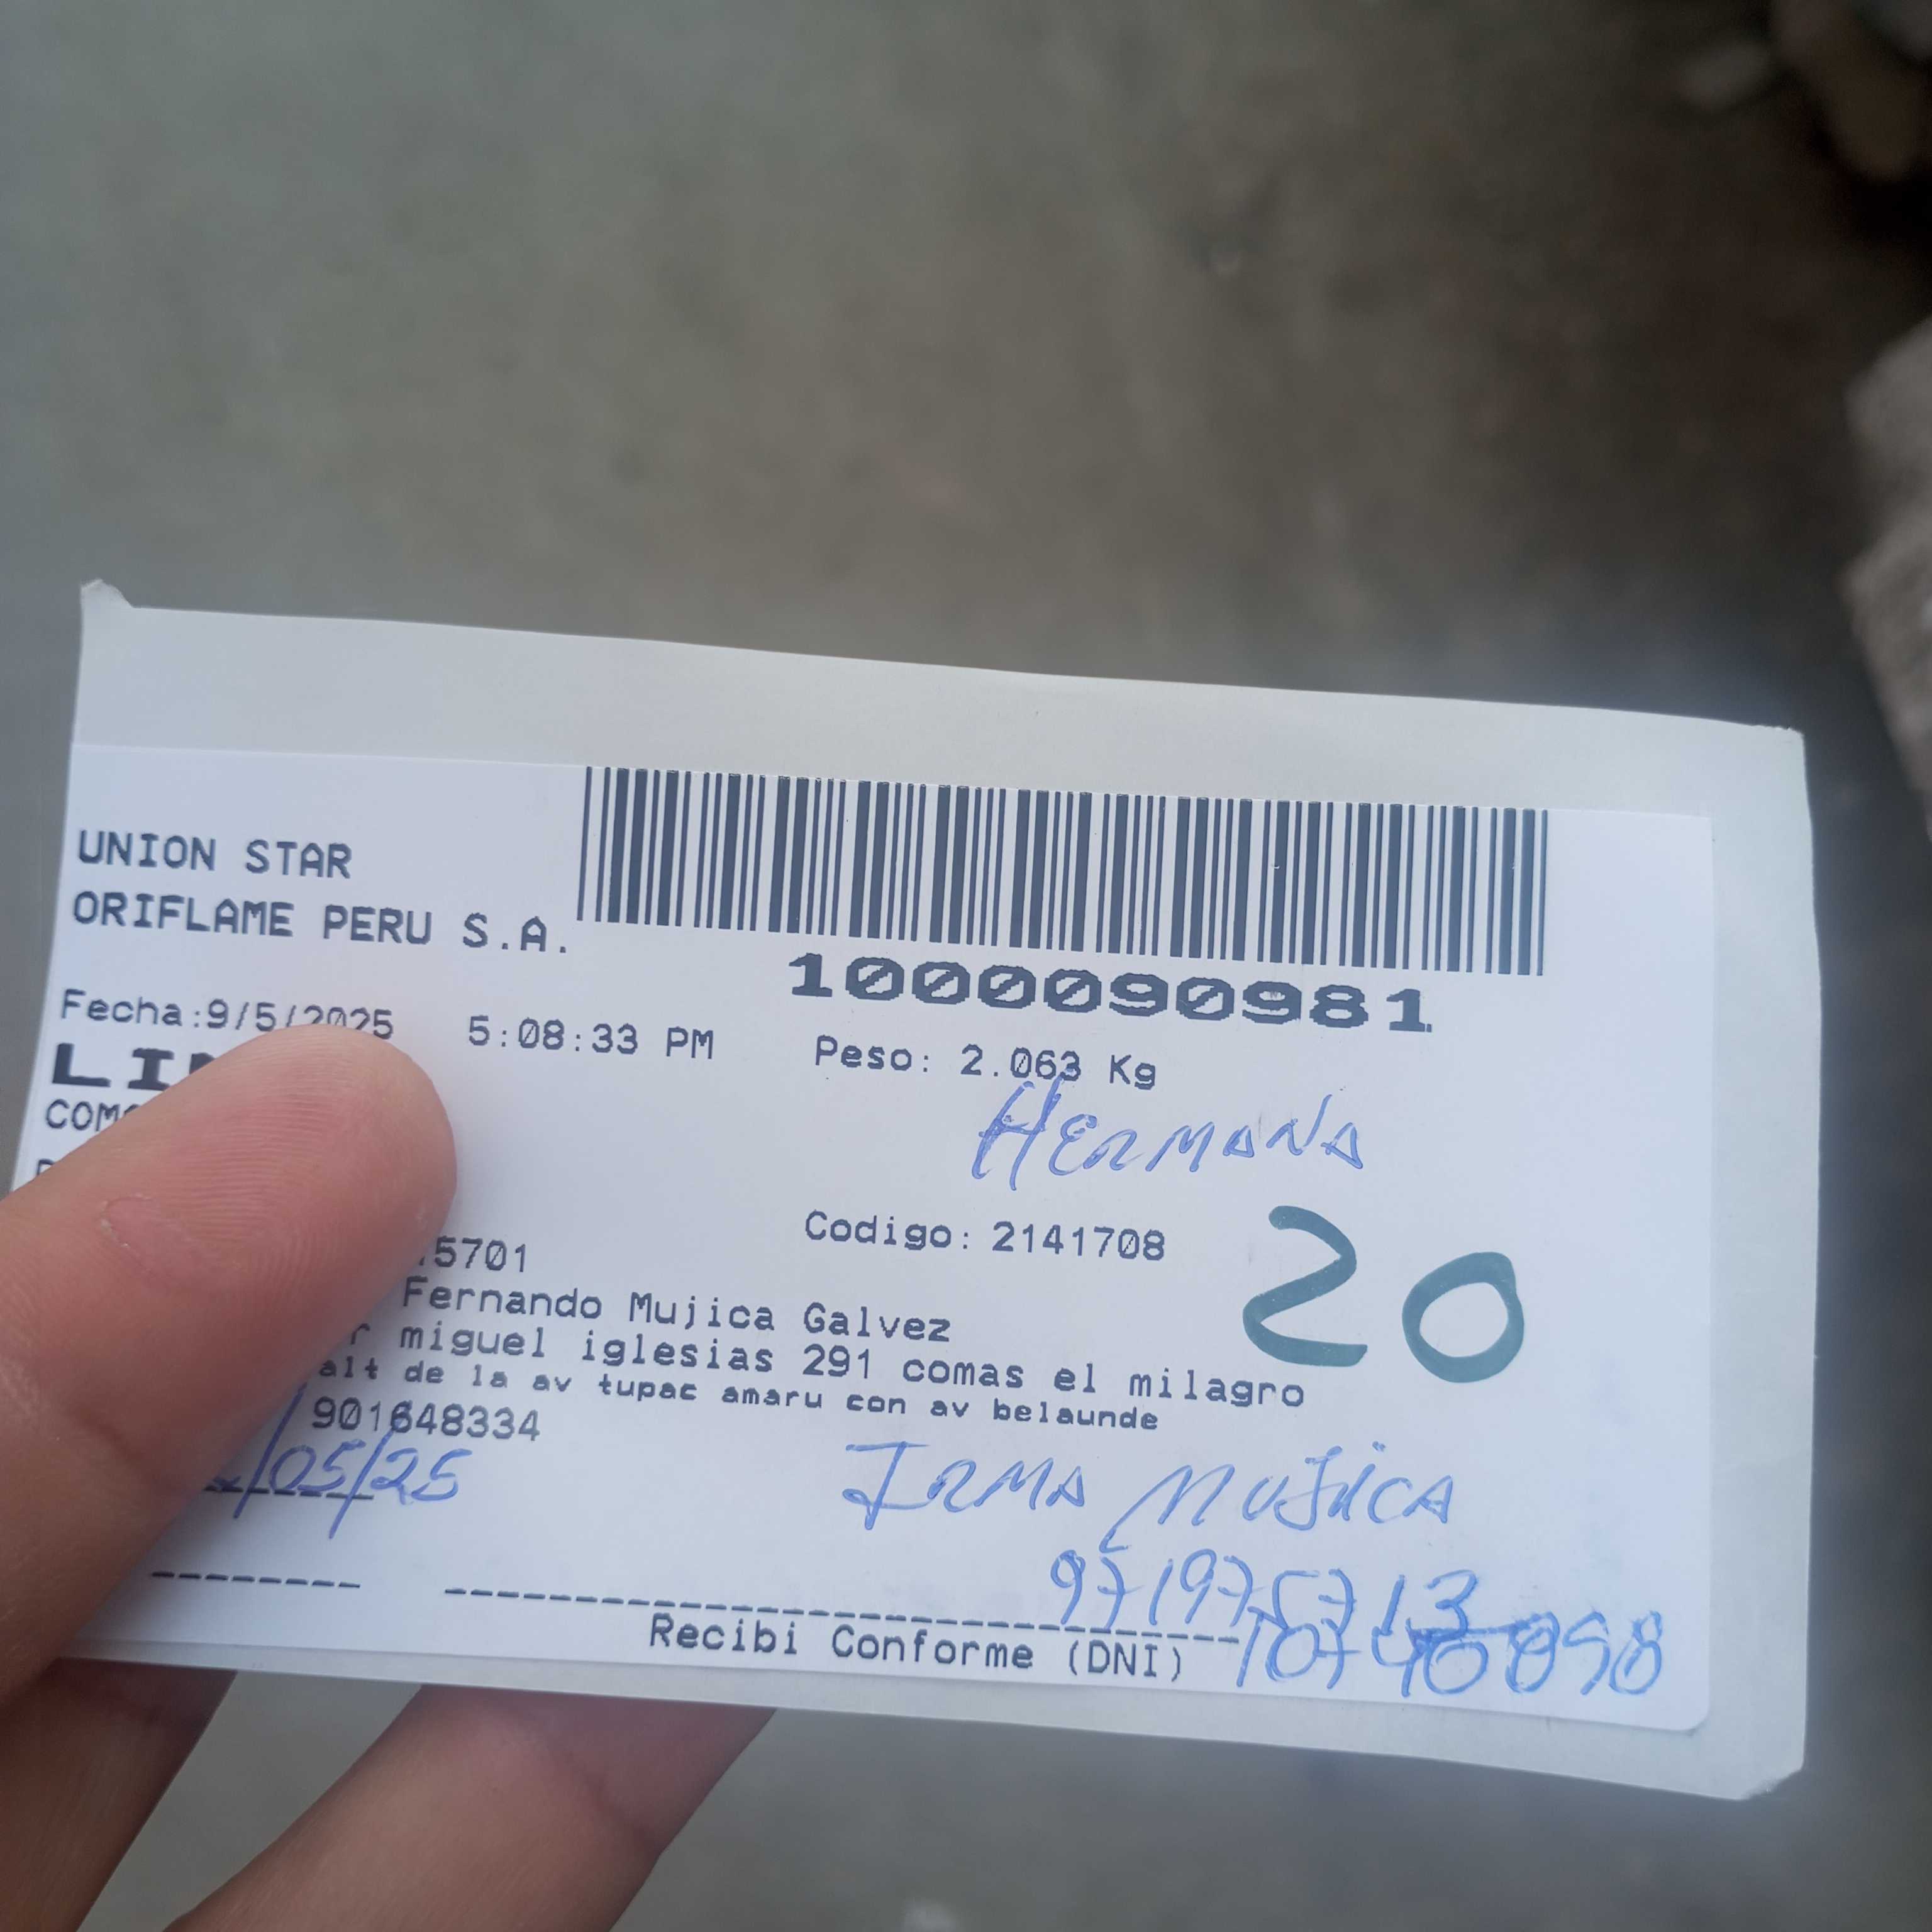 UNION STAR
ORIFLAME PERU S.A.
1000090981
Fecha:9/5/2025 5:08:33 PM Peso: 2.063 Kg
HERMANA
Codigo: 2141708
20
5701
Fernando Mujica Galvez
miguel iglesias 291 comas el milagro
alt de la av tupac amaru con av belaunde
901648334
/05/25
IRMA MUJICA
971975713
Recibi Conforme (DNI)